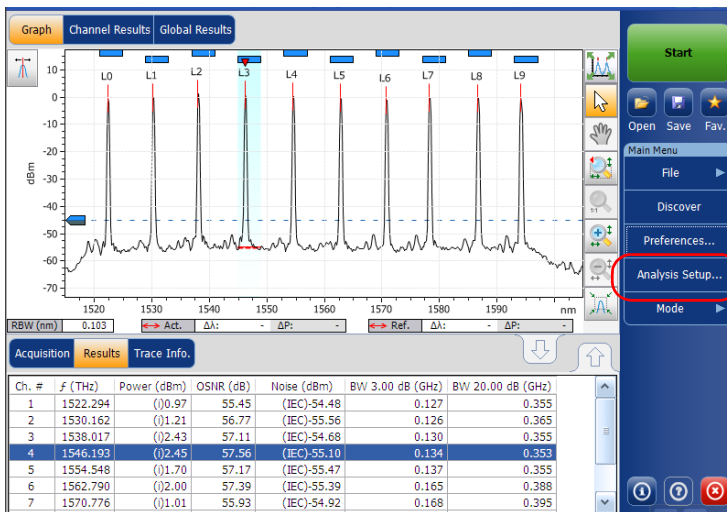 Graph Channel Results Global Results
Start
Open Save Fav.
Main Menu
File
Discover
Preferences...
Analysis Setup...
Mode
dBm
10
0
-10
-20
-30
-40
-50
-60
-70
L0 L1 L2 L3 L4 L5 L6 L7 L8 L9
1:1
1520 1530 1540 1550 1560 1570 1580 1590 nm
RBW (nm) 0.103 Act. Δλ: - ΔP: - Ref. Δλ: - ΔP: -
Acquisition Results Trace Info.
Ch. # f (THz) Power (dBm) OSNR (dB) Noise (dBm) BW 3.00 dB (GHz) BW 20.00 dB (GHz)
1 1522.294 (i)0.97 55.45 (IEC)-54.48 0.127 0.355
2 1530.162 (i)1.21 56.77 (IEC)-55.56 0.126 0.365
3 1538.017 (i)2.43 57.11 (IEC)-54.68 0.130 0.355
4 1546.193 (i)2.45 57.56 (IEC)-55.10 0.134 0.353
5 1554.548 (i)1.70 57.17 (IEC)-55.47 0.137 0.355
6 1562.790 (i)2.00 57.39 (IEC)-55.39 0.165 0.388
7 1570.776 (i)1.01 55.93 (IEC)-54.92 0.168 0.395